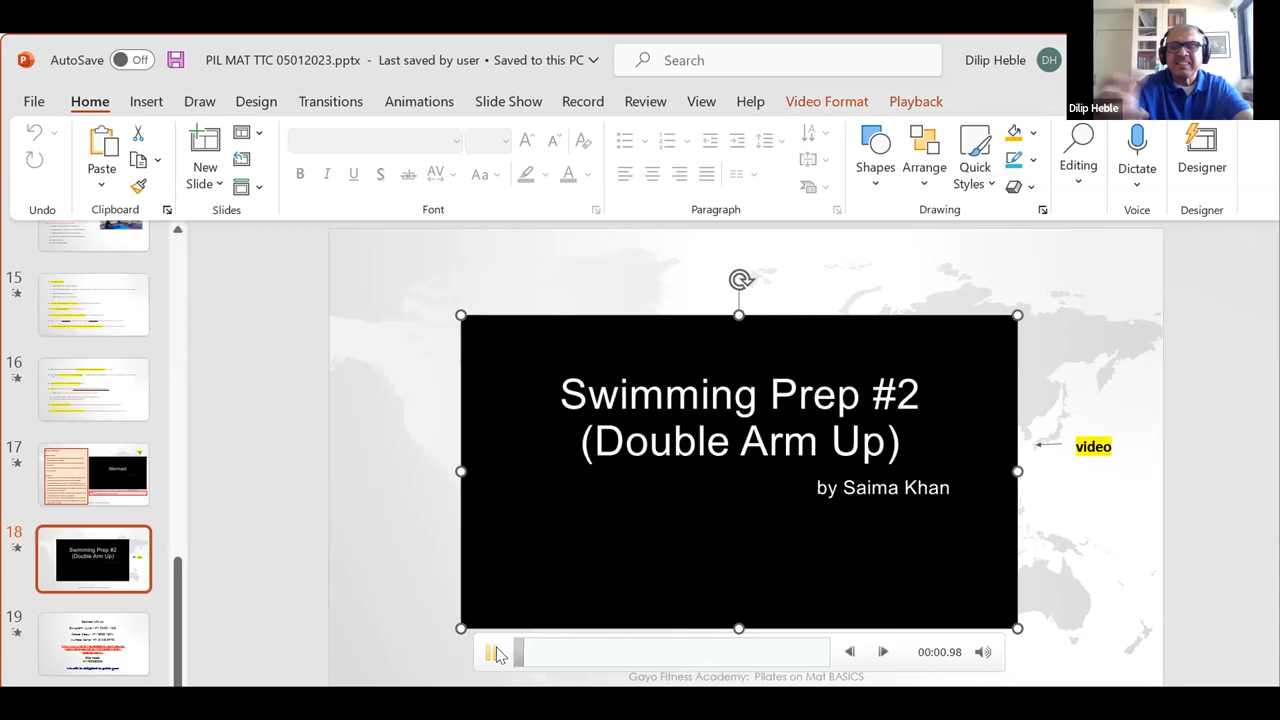 AutoSave Off PIL MAT TTC 05012023.pptx - Last saved by user • Saved to this PC Search Dilip Heble DH
Dilip Heble
File Home Insert Draw Design Transitions Animations Slide Show Record Review View Help Video Format Playback
Paste
New
Slide
Aa
Shapes
Arrange
Quick
Styles
Editing
Dictate
Designer
Undo Clipboard Slides Font Paragraph Drawing Voice Designer
15
16
17
Mermaid
18
Swimming Prep #2
(Double Arm Up)
19
Swimming Prep #2
(Double Arm Up)
by Saima Khan
video
00:00.98
Gayo Fitness Academy: Pilates on Mat BASICS